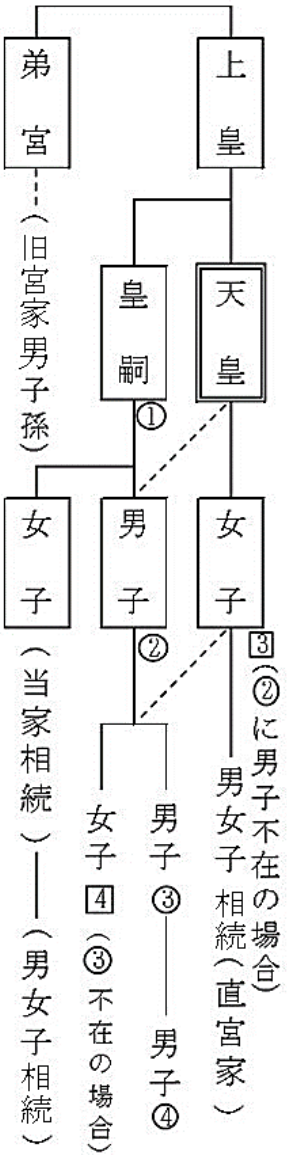 上皇
弟宮
(旧宮家男子孫)
天皇
皇嗣
①
女子
3
(②に男子不在の場合)
男女子 相続(直宮家)
男子
②
男子③
男子④
女子 4 (③不在の場合)
女子
(当家相続)
(男女子相続)